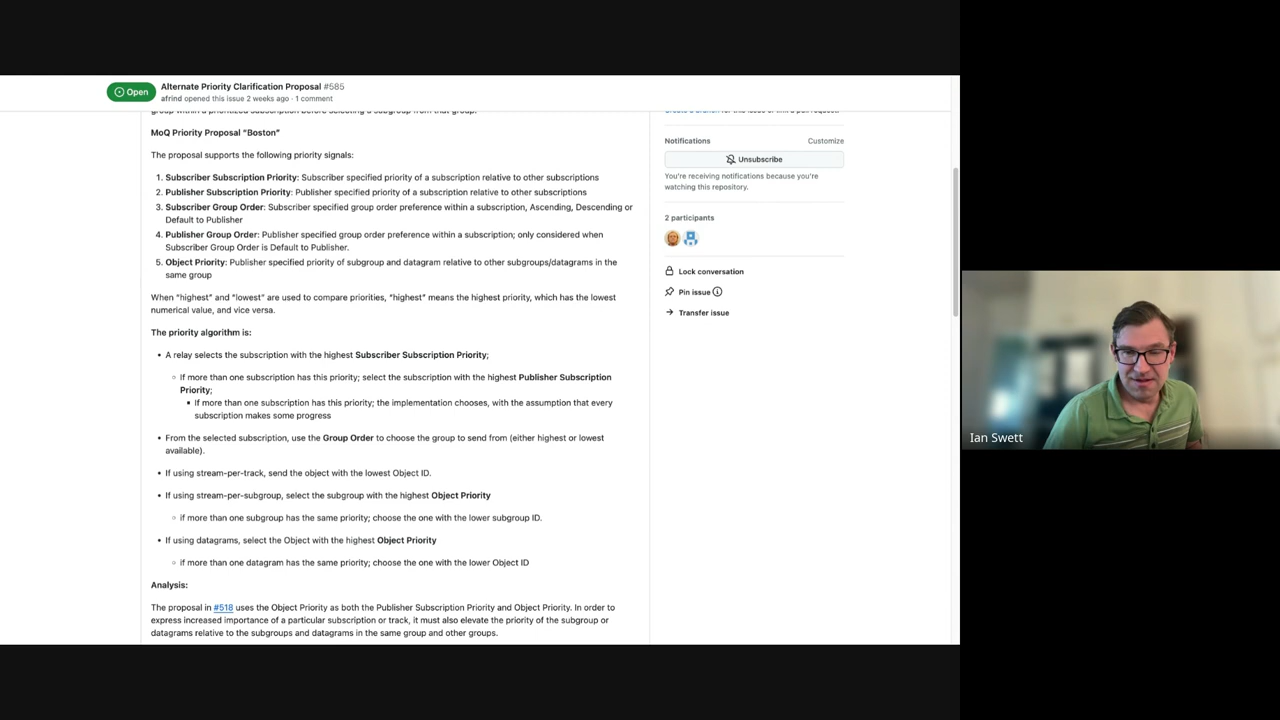 Open
Alternate Priority Clarification Proposal #585
afrind opened this issue 2 weeks ago · 1 comment
MoQ Priority Proposal "Boston"
The proposal supports the following priority signals:
1. Subscriber Subscription Priority: Subscriber specified priority of a subscription relative to other subscriptions
2. Publisher Subscription Priority: Publisher specified priority of a subscription relative to other subscriptions
3. Subscriber Group Order: Subscriber specified group order preference within a subscription, Ascending, Descending or
Default to Publisher
4. Publisher Group Order: Publisher specified group order preference within a subscription; only considered when
Subscriber Group Order is Default to Publisher.
5. Object Priority: Publisher specified priority of subgroup and datagram relative to other subgroups/datagrams in the
same group
When "highest" and "lowest" are used to compare priorities, "highest" means the highest priority, which has the lowest
numerical value, and vice versa.
The priority algorithm is:
• A relay selects the subscription with the highest Subscriber Subscription Priority;
◦ If more than one subscription has this priority; select the subscription with the highest Publisher Subscription
Priority;
▪ If more than one subscription has this priority; the implementation chooses, with the assumption that every
subscription makes some progress
• From the selected subscription, use the Group Order to choose the group to send from (either highest or lowest
available).
• If using stream-per-track, send the object with the lowest Object ID.
• If using stream-per-subgroup, select the subgroup with the highest Object Priority
◦ if more than one subgroup has the same priority; choose the one with the lower subgroup ID.
• If using datagrams, select the Object with the highest Object Priority
◦ if more than one datagram has the same priority; choose the one with the lower Object ID
Analysis:
The proposal in #518 uses the Object Priority as both the Publisher Subscription Priority and Object Priority. In order to
express increased importance of a particular subscription or track, it must also elevate the priority of the subgroup or
datagrams relative to the subgroups and datagrams in the same group and other groups.
Notifications
Customize
Unsubscribe
You're receiving notifications because you're
watching this repository.
2 participants
Lock conversation
Pin issue
Transfer issue
Ian Swett